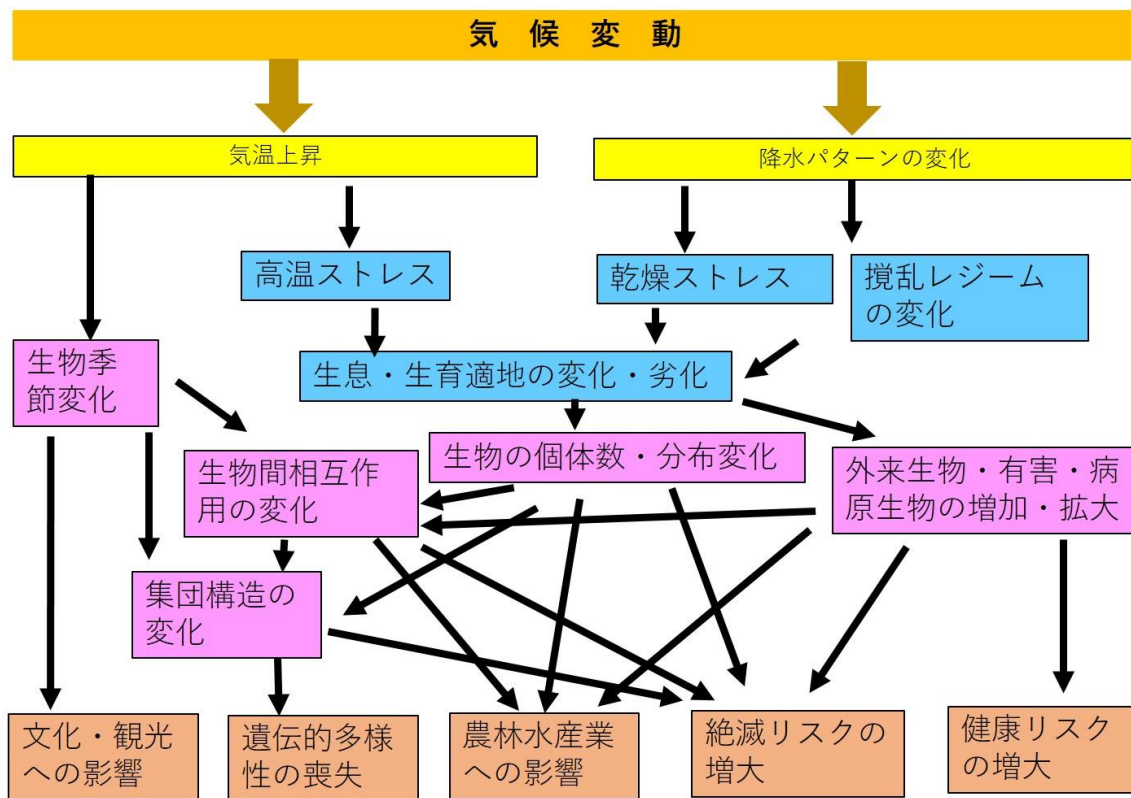 気 候 変 動
気温上昇
降水パターンの変化
高温ストレス
乾燥ストレス
撹乱レジーム
の変化
生物季
節変化
生息・生育適地の変化・劣化
生物間相互作
用の変化
生物の個体数・分布変化
外来生物・有害・病
原生物の増加・拡大
集団構造の
変化
文化・観光
への影響
遺伝的多様
性の喪失
農林水産業
への影響
絶滅リスクの
増大
健康リスク
の増大